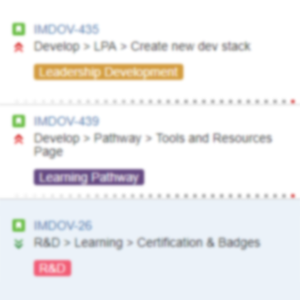 IMDOV-435
Develop > LPA > Create new dev stack
Leadership Development
IMDOV-439
Develop > Pathway > Tools and Resources
Page
Learning Pathway
IMDOV-26
R&D > Learning > Certification & Badges
R&D